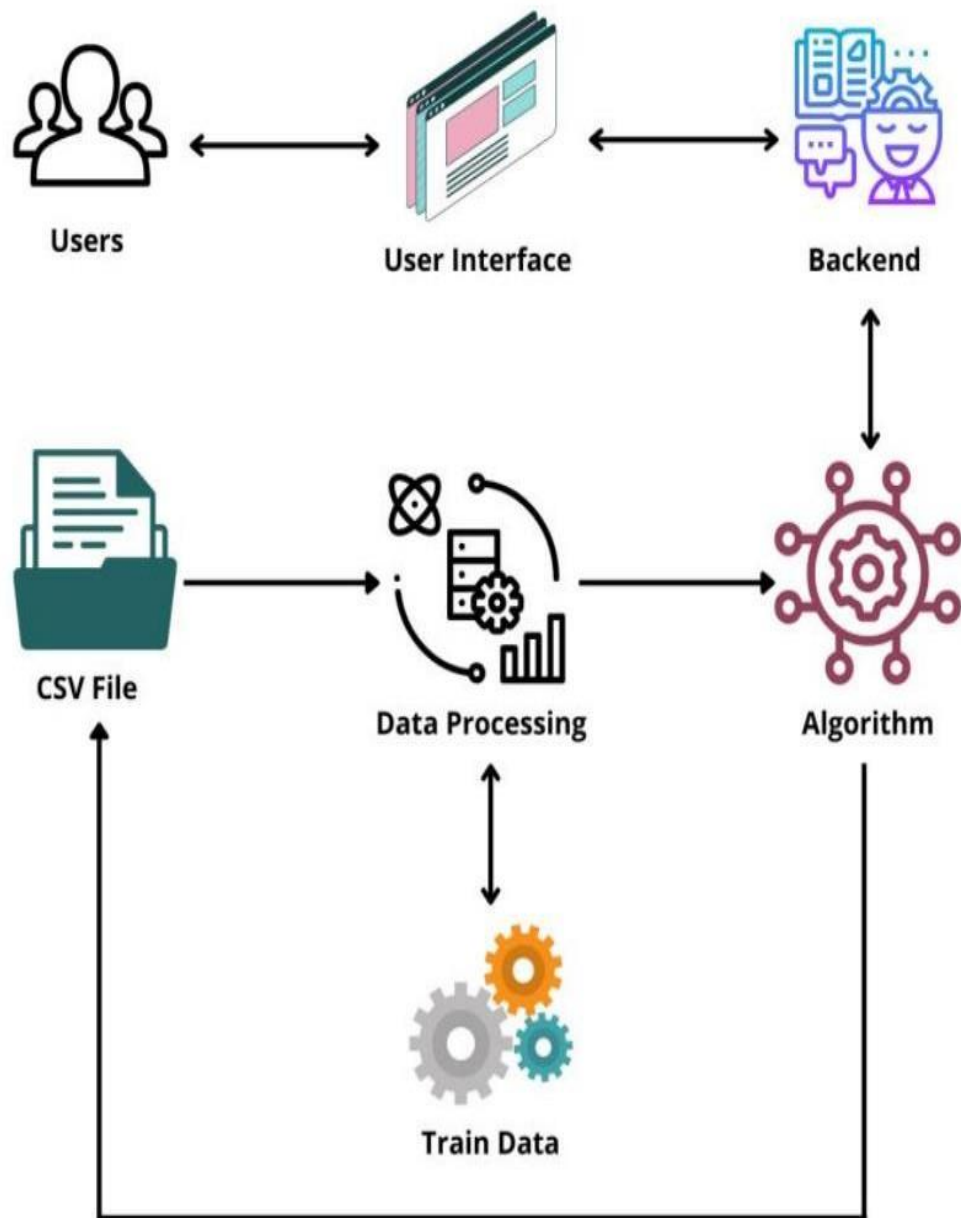 Users
User Interface
Backend
CSV File
Data Processing
Algorithm
Train Data